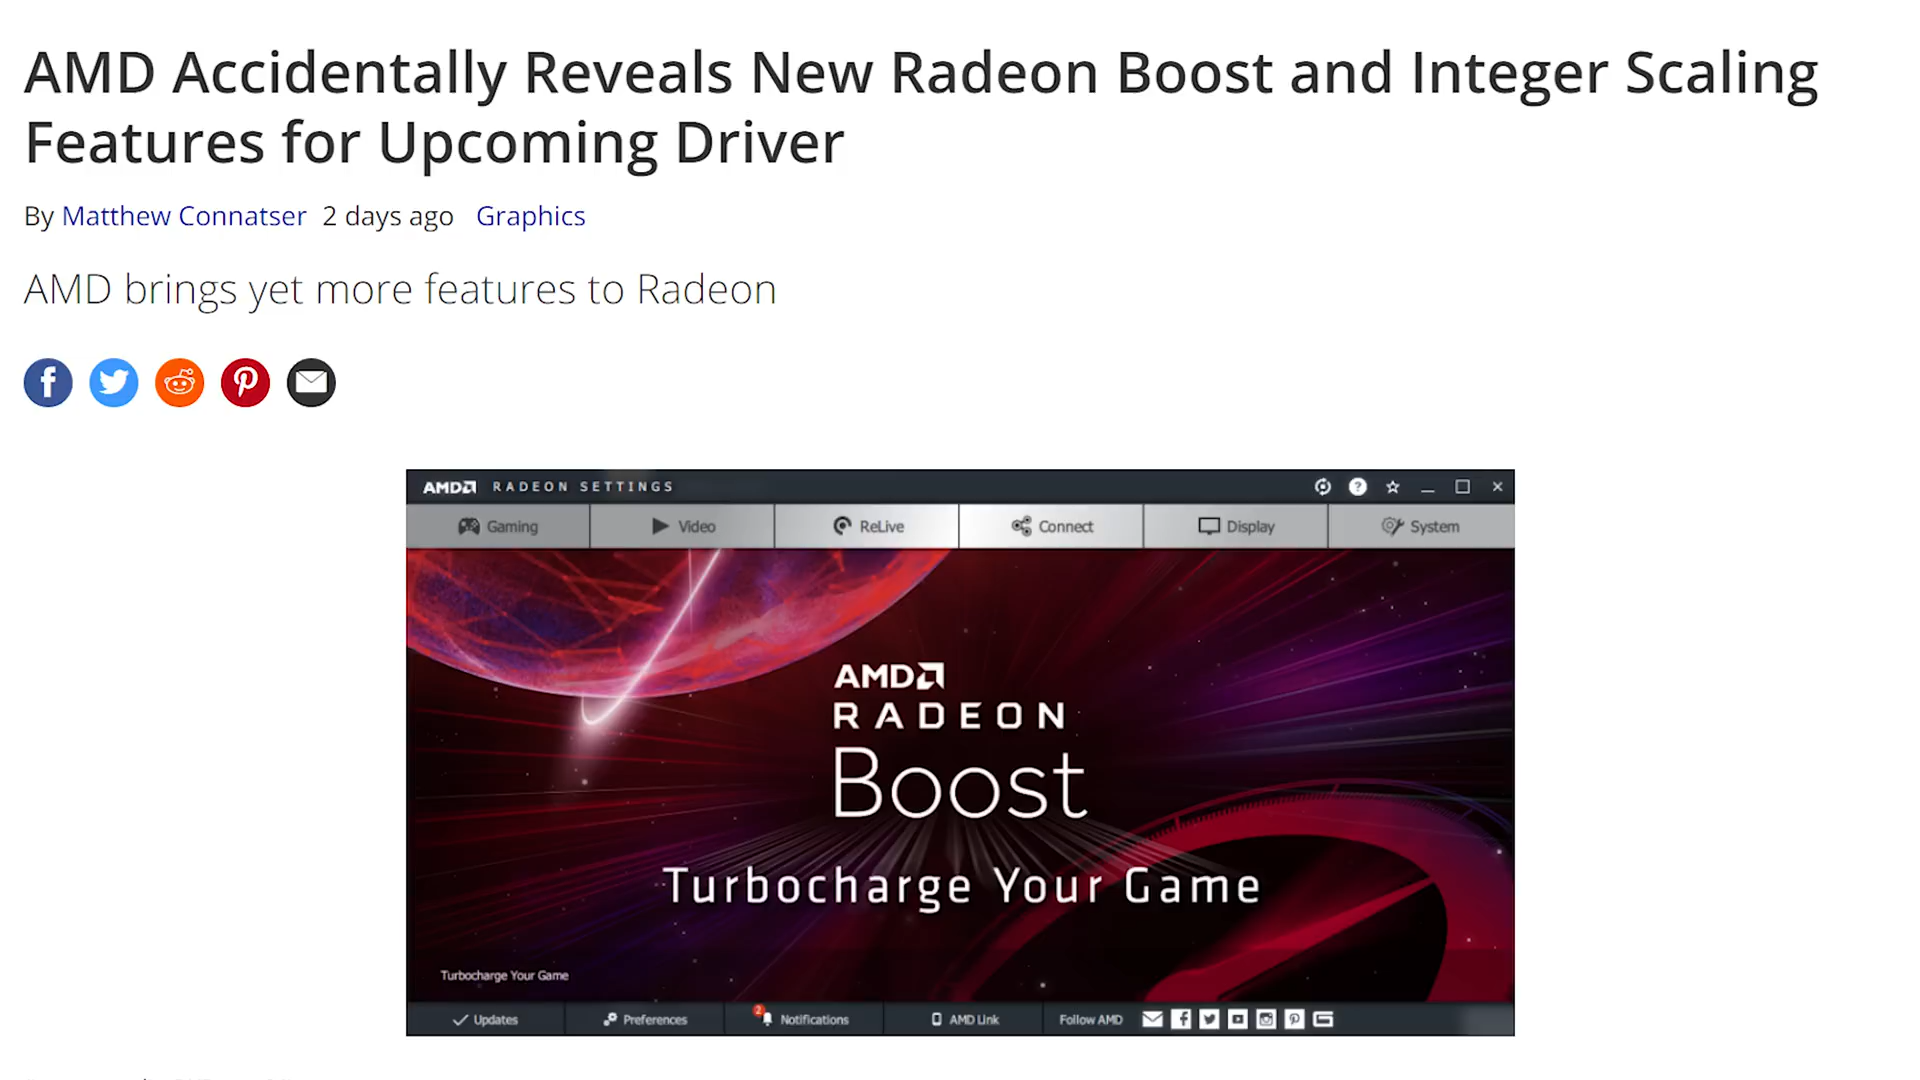 AMD Accidentally Reveals New Radeon Boost and Integer Scaling
Features for Upcoming Driver
By Matthew Connatser 2 days ago Graphics
AMD brings yet more features to Radeon
AMD RADEON SETTINGS
Gaming Video ReLive Connect Display System
AMD
RADEON
Boost
Turbocharge Your Game
Turbocharge Your Game
Updates Preferences 2 Notifications AMD Link Follow AMD